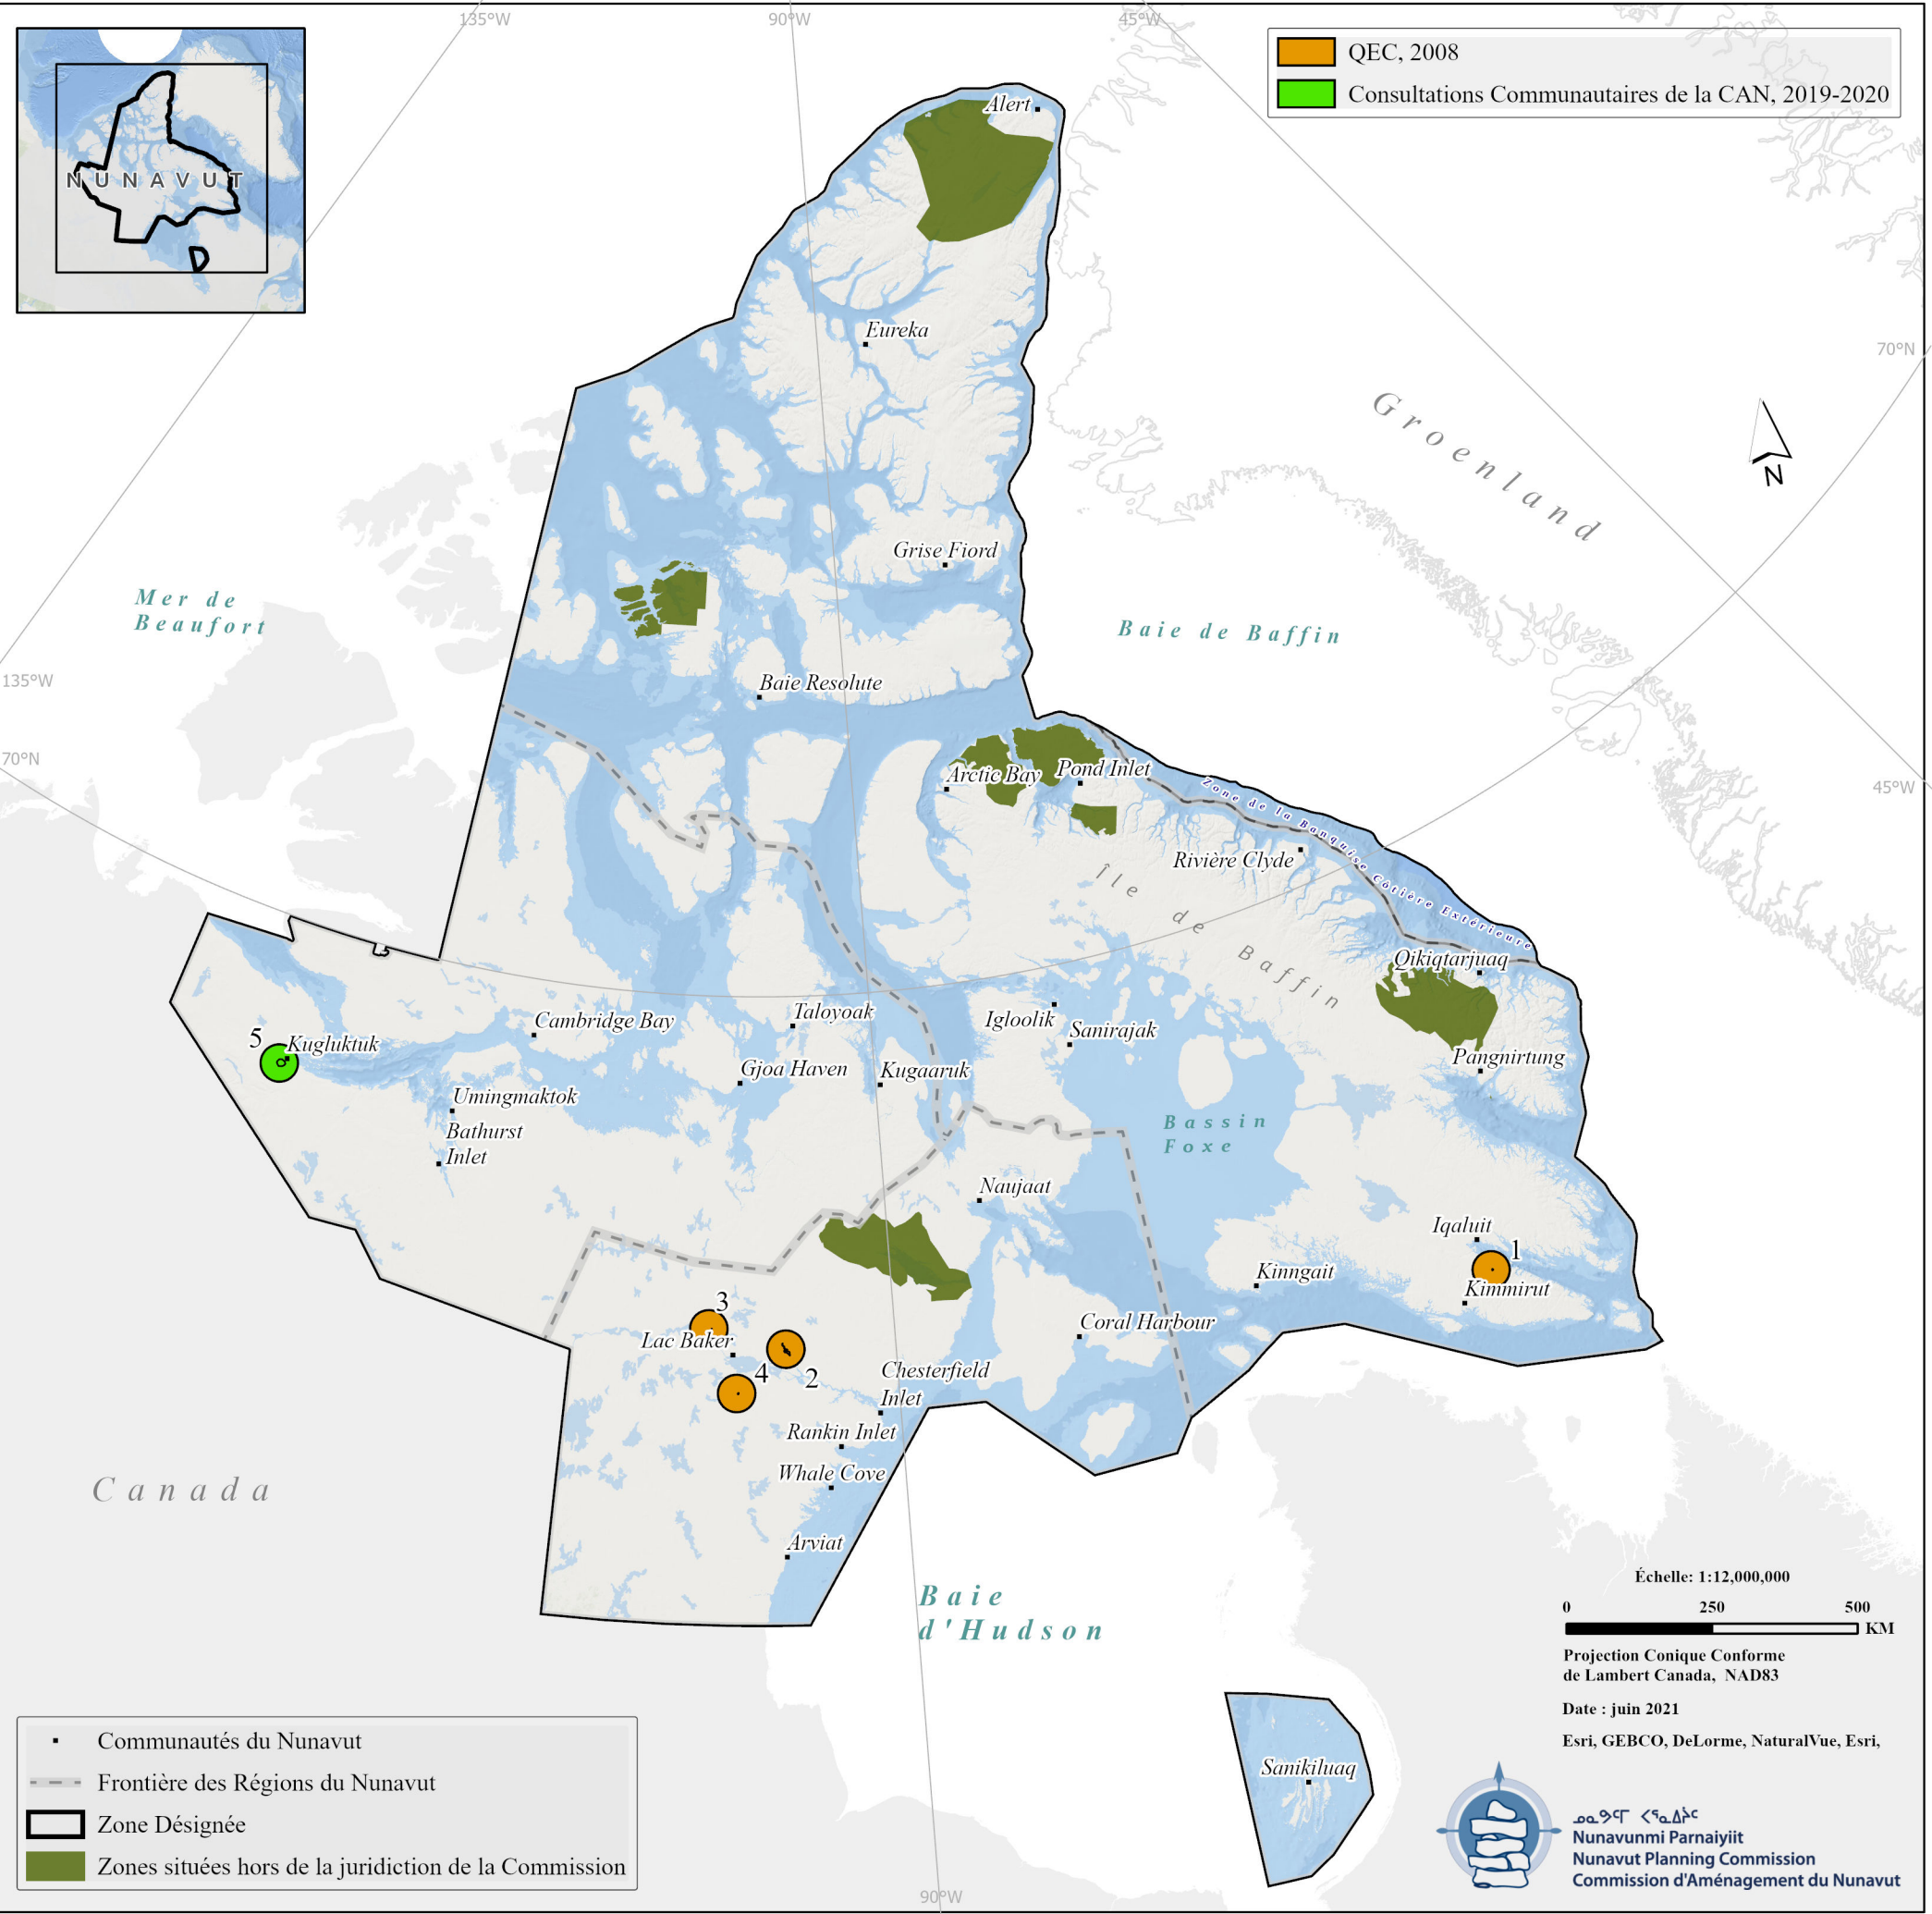 135°W
90°W
45°W
QEC, 2008
Consultations Communautaires de la CAN, 2019-2020
NUNAVUT
Alert
Eureka
70°N
Groenland
N
Grise Fiord
Mer de
Beaufort
Baie de Baffin
135°W
Baie Resolute
70°N
Arctic Bay
Pond Inlet
Zone de la Banquise Côtière Extérieure
45°W
Rivière Clyde
Île de Baffin
Qikiqtarjuaq
Cambridge Bay
Taloyoak
Igloolik
Sanirajak
5
Kugluktuk
Gjoa Haven
Kugaaruk
Pangnirtung
Umingmaktok
Bathurst
Inlet
Bassin
Foxe
Naujaat
Iqaluit
1
Kinngait
Kimmirut
3
Lac Baker
Coral Harbour
4
2
Chesterfield
Inlet
Rankin Inlet
Whale Cove
Canada
Arviat
Baie
d'Hudson
Échelle: 1:12,000,000
0 250 500
KM
Projection Conique Conforme
de Lambert Canada, NAD83
Date : juin 2021
Esri, GEBCO, DeLorme, NaturalVue, Esri,
Sanikiluaq
Communautés du Nunavut
Frontière des Régions du Nunavut
Zone Désignée
Zones situées hors de la juridiction de la Commission
ᓄᓇᕗᒻᒥ ᐸᕐᓇᐃᔨᑦ
Nunavunmi Parnaiyiit
Nunavut Planning Commission
Commission d'Aménagement du Nunavut
90°W